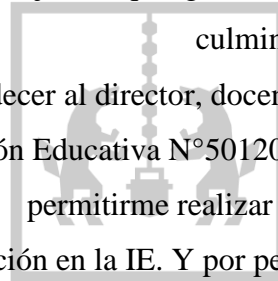 culmin
decer al director, docen
ón Educativa N°50120
permitirme realizar
ción en la IE. Y por pe